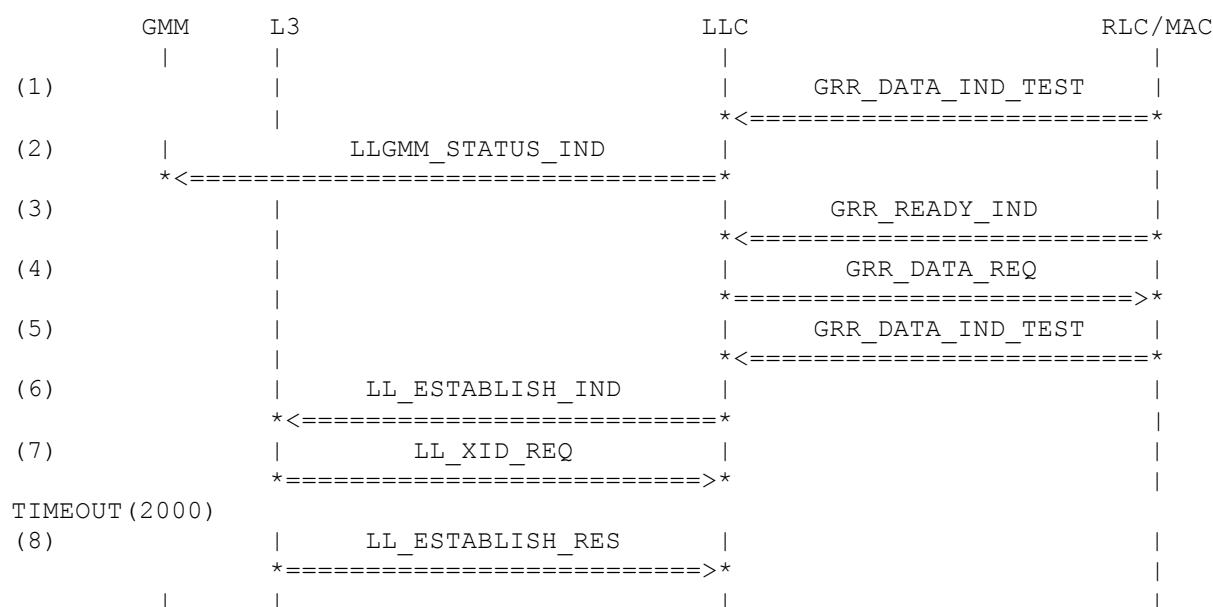 GMM L3 LLC RLC/MAC
| | | |
(1) | | GRR_DATA_IND_TEST |
| *<=========================*
(2) | LLGMM_STATUS_IND | |
*<=================================* |
(3) | | GRR_READY_IND |
| *<=========================*
(4) | | GRR_DATA_REQ |
| *=========================>*
(5) | | GRR_DATA_IND_TEST |
| *<=========================*
(6) | LL_ESTABLISH_IND | |
*<==========================* |
(7) | LL_XID_REQ | |
*==========================>* |
TIMEOUT(2000)
(8) | LL_ESTABLISH_RES | |
*==========================>* |
| | | |